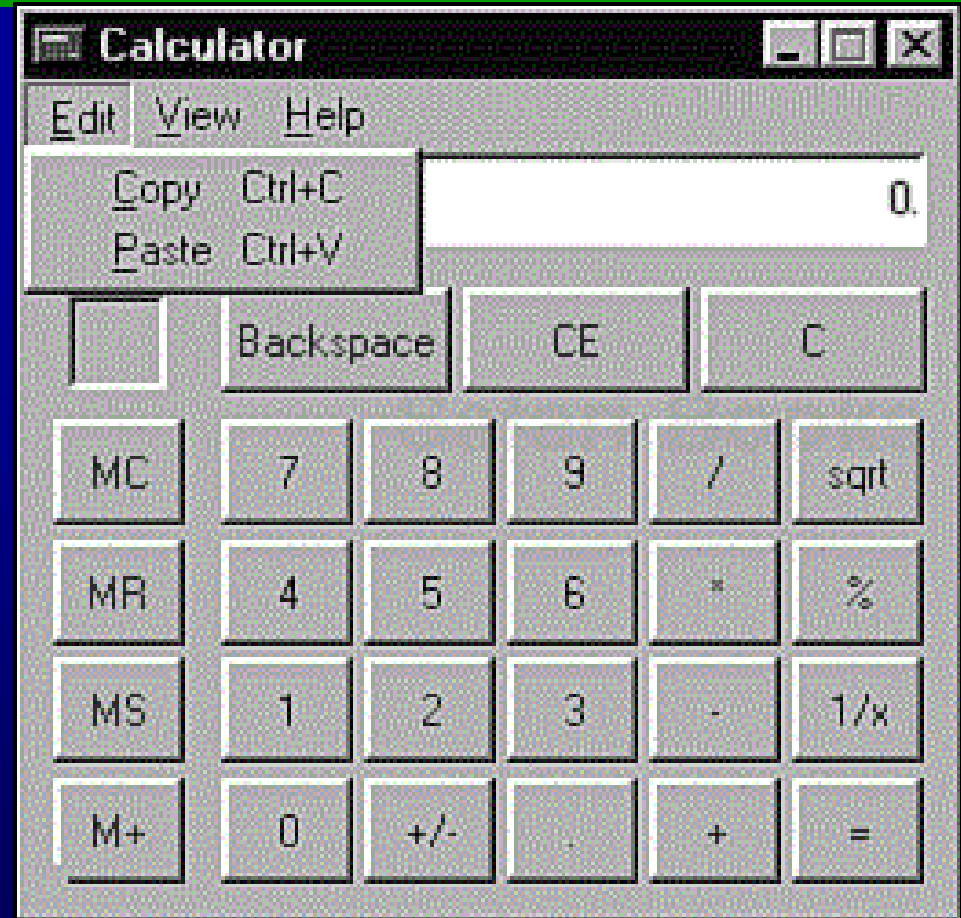 Calculator
Edit View Help
Copy Ctrl+C
Paste Ctrl+V
0.
Backspace CE C
MC 7 8 9 / sqrt
MR 4 5 6 * %
MS 1 2 3 - 1/x
M+ 0 +/- . + =